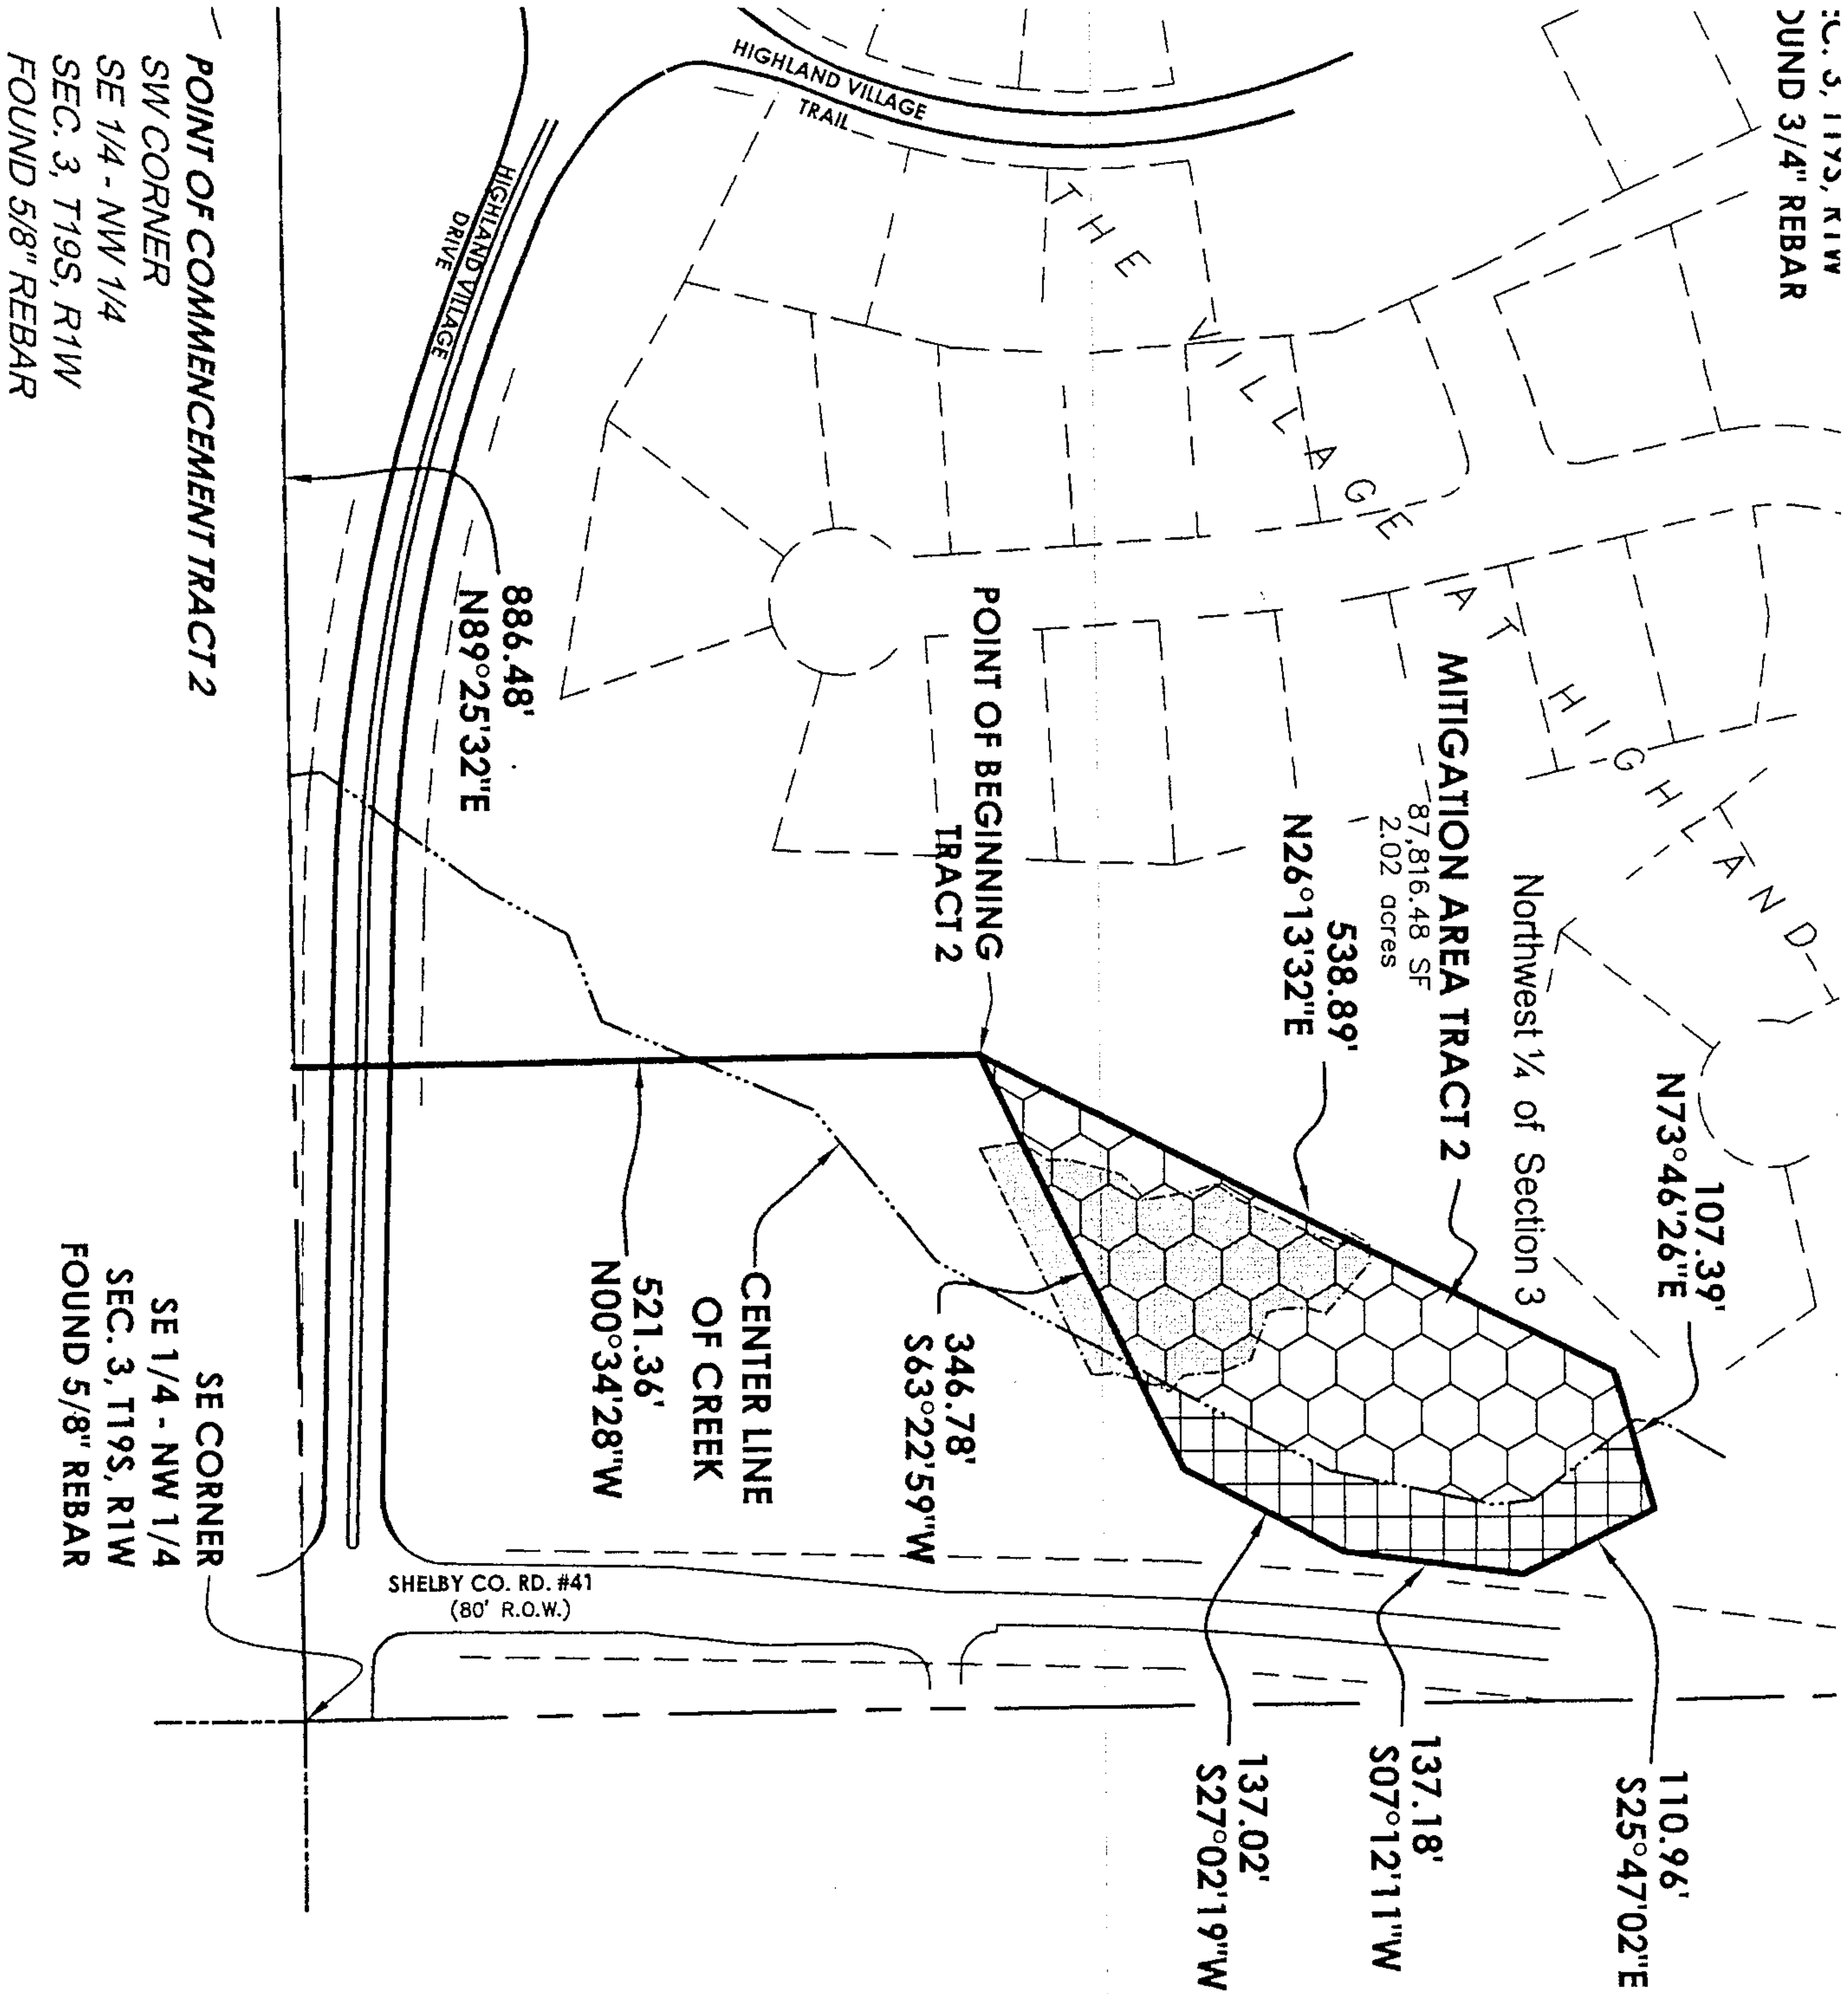 SEC. 3, T19S, R1W
FOUND 3/4" REBAR
107.39'
N73°46'26"E
110.96'
S25°47'02"E
Northwest ¼ of Section 3
MITIGATION AREA TRACT 2
87,816.48 SF
2.02 acres
538.89'
N26°13'32"E
137.18'
S07°12'11"W
137.02'
S27°02'19"W
THE VILLAGE AT HIGHLAND
HIGHLAND VILLAGE
TRAIL
POINT OF BEGINNING
TRACT 2
346.78'
S63°22'59"W
CENTER LINE
OF CREEK
521.36'
N00°34'28"W
886.48'
N89°25'32"E
HIGHLAND VILLAGE
DRIVE
SHELBY CO. RD. #41
(80' R.O.W.)
POINT OF COMMENCEMENT TRACT 2
SW CORNER
SE 1/4 - NW 1/4
SEC. 3, T19S, R1W
FOUND 5/8" REBAR
SE CORNER
SE 1/4 - NW 1/4
SEC. 3, T19S, R1W
FOUND 5/8" REBAR